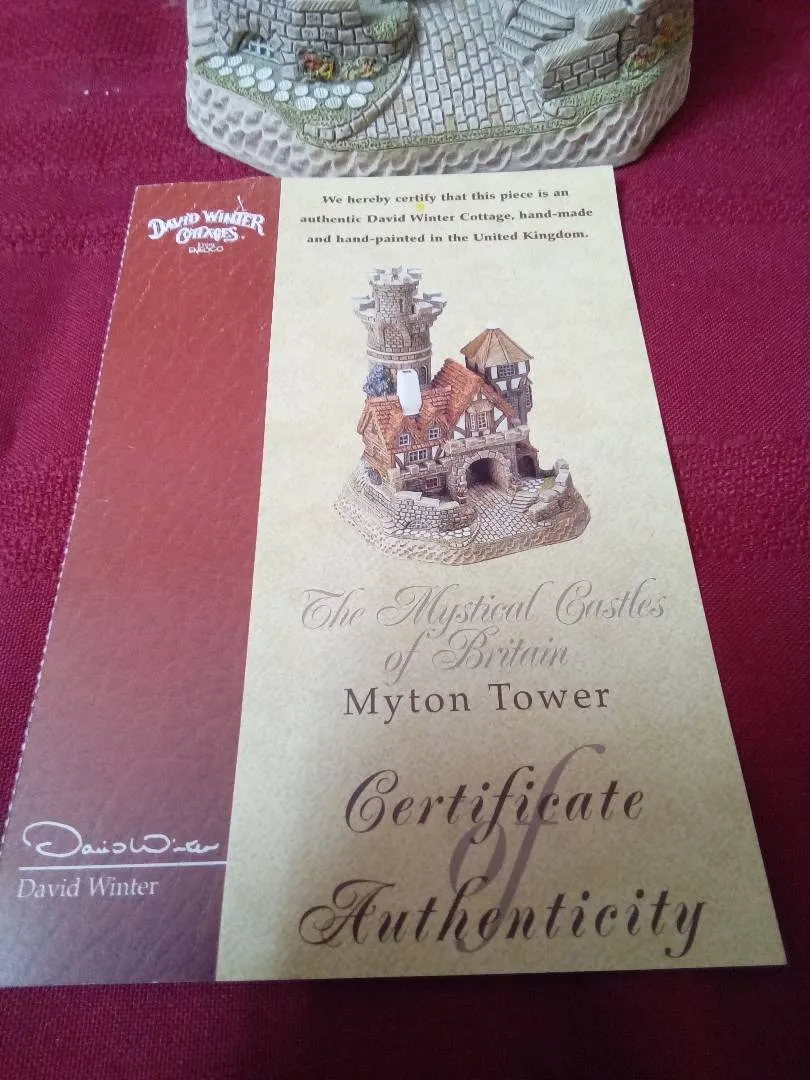 DAVID WINTER
COTTAGES
from
ENESCO
We hereby certify that this piece is an
authentic David Winter Cottage, hand-made
and hand-painted in the United Kingdom.
The Mystical Castles
of Britain
Myton Tower
Certificate
of
Authenticity
David Winter
David Winter